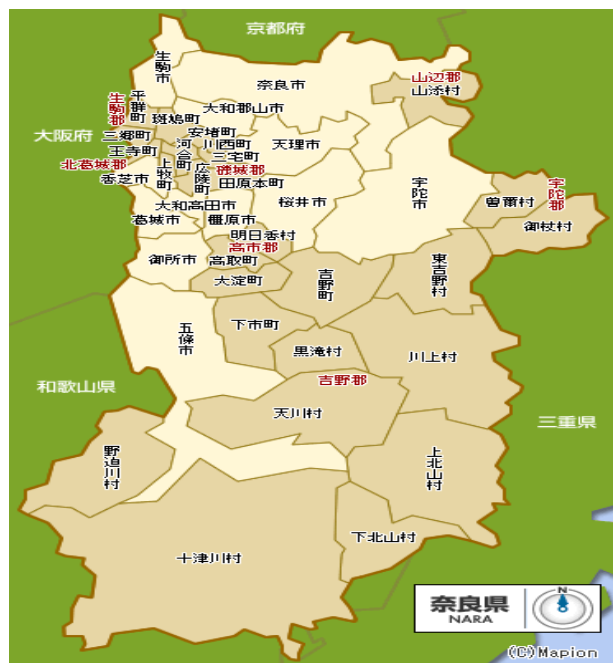 京都府
生駒市
奈良市
山辺郡
山添村
生駒郡
平群町
大和郡山市
斑鳩町
大阪府
三郷町
安堵町
川西町
天理市
王寺町
河合町
三宅町
北葛城郡
上牧町
広陵町
磯城郡
香芝市
田原本町
宇陀市
宇陀郡
曽爾村
御杖村
桜井市
大和高田市
葛城市
橿原市
明日香村
高市郡
御所市
高取町
大淀町
吉野町
東吉野村
五條市
下市町
黒滝村
川上村
吉野郡
和歌山県
天川村
三重県
野迫川村
上北山村
下北山村
十津川村
奈良県
NARA
N
(C)Mapion